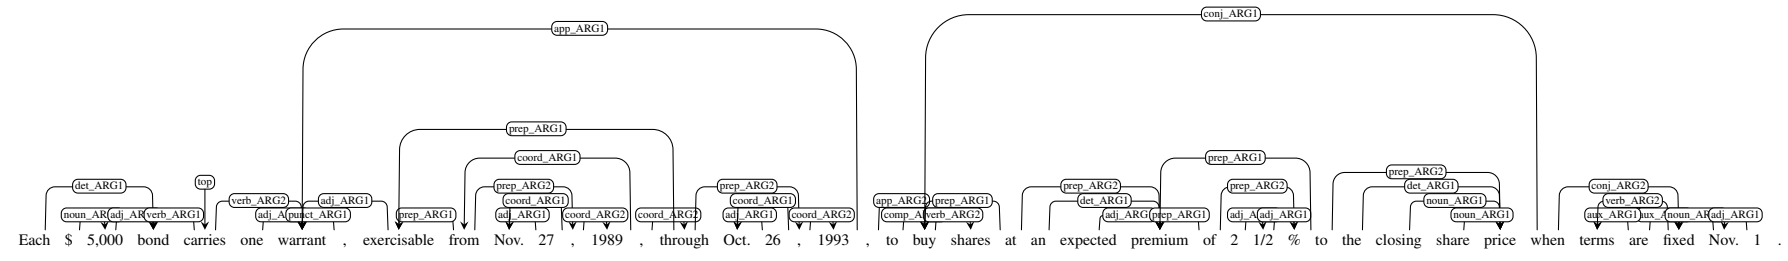 conj_ARG1
app_ARG1
prep_ARG1
coord_ARG1 prep_ARG1
prep_ARG2
top
det_ARG1 prep_ARG2 prep_ARG2 prep_ARG2 prep_ARG2 det_ARG1 conj_ARG2
verb_ARG2 adj_ARG1 coord_ARG1 coord_ARG1 app_ARG2 prep_ARG1 det_ARG1 noun_ARG1 verb_ARG2
verb_ARG1 punct_ARG1 prep_ARG1 adj_ARG1 coord_ARG2 coord_ARG2 adj_ARG1 coord_ARG2 verb_ARG2 prep_ARG1 adj_ARG1 noun_ARG1 aux_ARG1 adj_ARG1
Each $ 5,000 bond carries one warrant , exercisable from Nov. 27 , 1989 , through Oct. 26 , 1993 , to buy shares at an expected premium of 2 1/2 % to the closing share price when terms are fixed Nov. 1 .